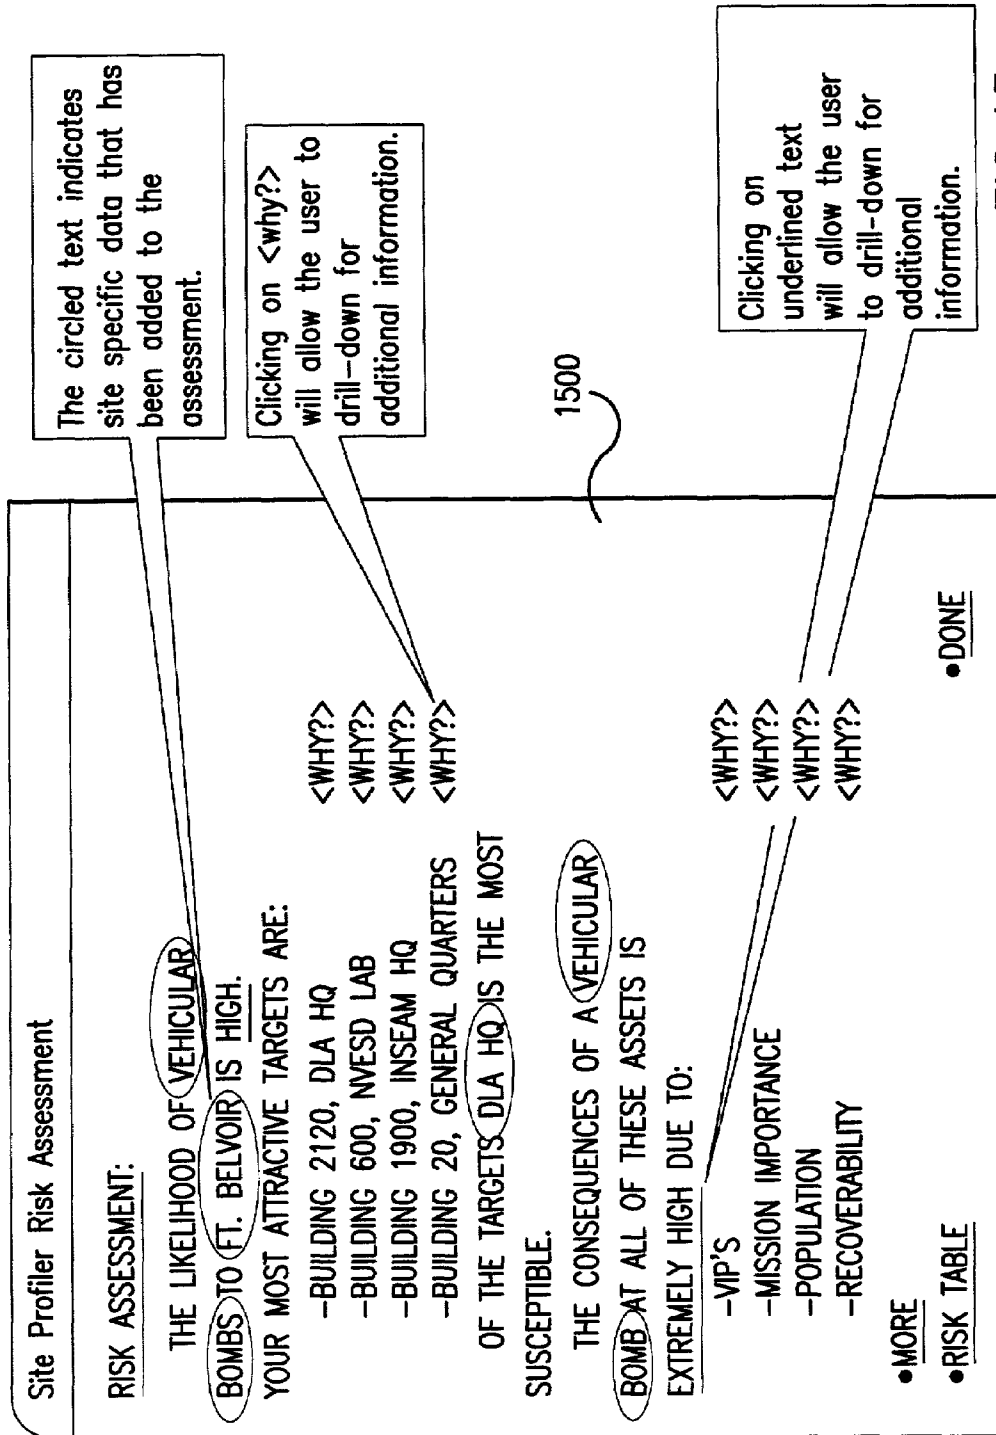 Site Profiler Risk Assessment
RISK ASSESSMENT:
THE LIKELIHOOD OF VEHICULAR
BOMBS TO FT. BELVOIR IS HIGH.
YOUR MOST ATTRACTIVE TARGETS ARE:
-BUILDING 2120, DLA HQ <WHY?>
-BUILDING 600, NVESD LAB <WHY?>
-BUILDING 1900, INSEAM HQ <WHY?>
-BUILDING 20, GENERAL QUARTERS <WHY?>
OF THE TARGETS DLA HQ IS THE MOST
SUSCEPTIBLE.
THE CONSEQUENCES OF A VEHICULAR
BOMB AT ALL OF THESE ASSETS IS
EXTREMELY HIGH DUE TO:
-VIP'S <WHY?>
-MISSION IMPORTANCE <WHY?>
-POPULATION <WHY?>
-RECOVERABILITY <WHY?>
•MORE
•RISK TABLE •DONE
The circled text indicates
site specific data that has
been added to the
assessment.
Clicking on <why?>
will allow the user to
drill-down for
additional information.
1500
Clicking on
underlined text
will allow the user
to drill-down for
additional
information.